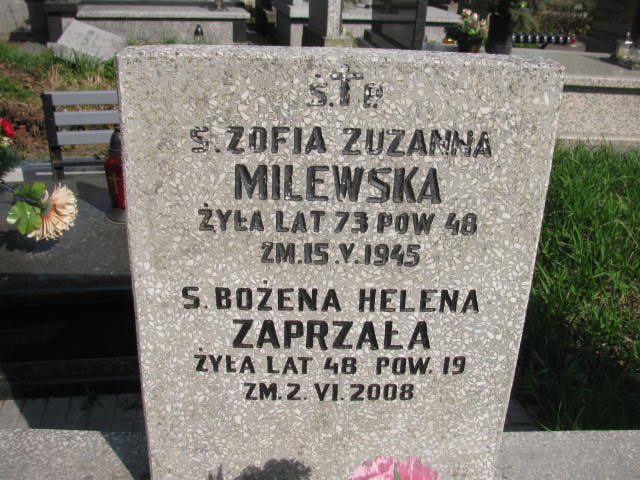 Ś. † P.
S. ZOFIA ZUZANNA
MILEWSKA
ŻYŁA LAT 73 POW 48
ZM. 15. V. 1945
S. BOŻENA HELENA
ZAPRZAŁA
ŻYŁA LAT 48 POW. 19
ZM. 2. VI. 2008